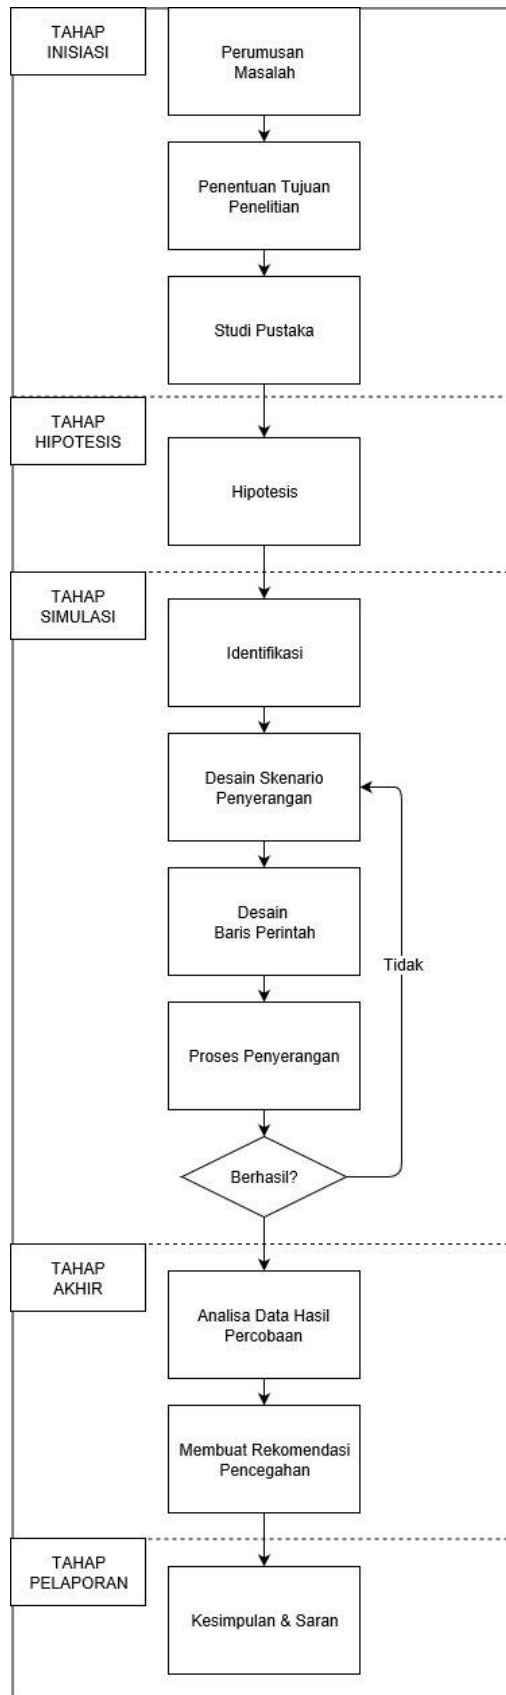 TAHAP
INISIASI
Perumusan
Masalah
Penentuan Tujuan
Penelitian
Studi Pustaka
TAHAP
HIPOTESIS
Hipotesis
TAHAP
SIMULASI
Identifikasi
Desain Skenario
Penyerangan
Desain
Baris Perintah
Tidak
Proses Penyerangan
Berhasil?
TAHAP
AKHIR
Analisa Data Hasil
Percobaan
Membuat Rekomendasi
Pencegahan
TAHAP
PELAPORAN
Kesimpulan & Saran